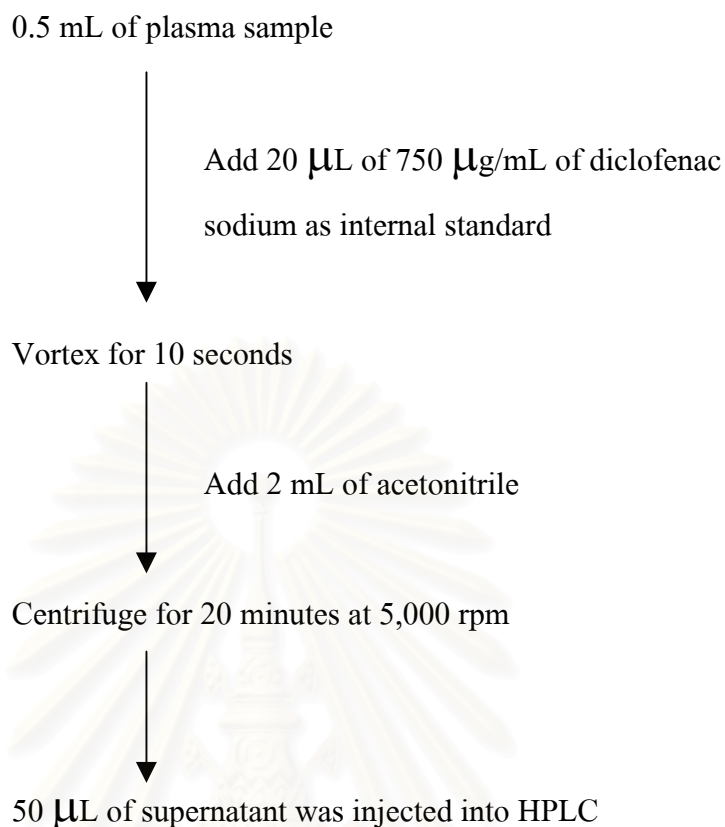 0.5 mL of plasma sample
Add 20 μL of 750 μg/mL of diclofenac
sodium as internal standard
Vortex for 10 seconds
Add 2 mL of acetonitrile
Centrifuge for 20 minutes at 5,000 rpm
50 μL of supernatant was injected into HPLC